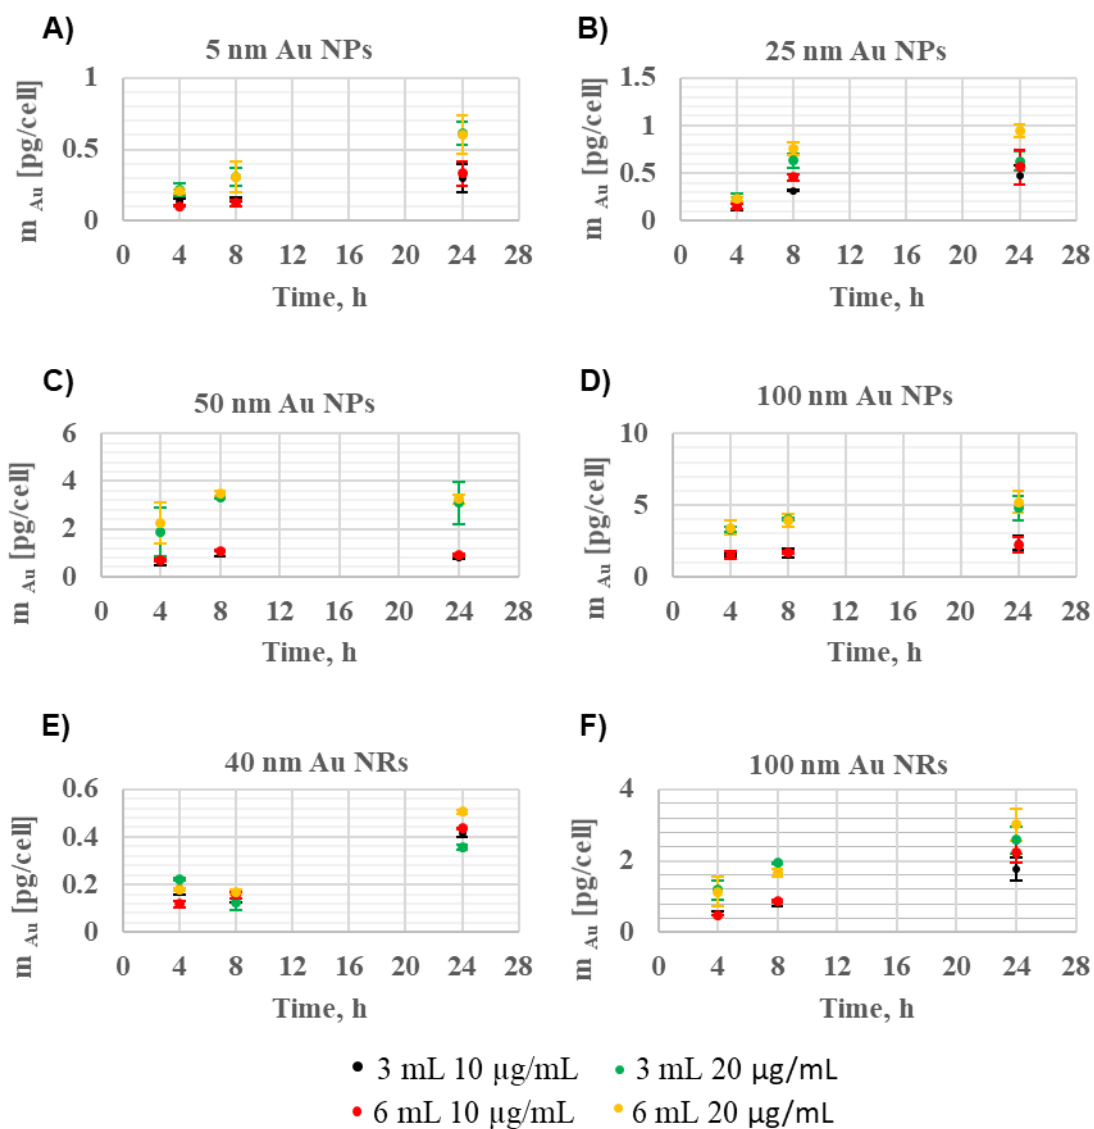 A)
5 nm Au NPs
m Au [pg/cell]
1
0.5
0
0 4 8 12 16 20 24 28
Time, h
B)
25 nm Au NPs
m Au [pg/cell]
1.5
1
0.5
0
0 4 8 12 16 20 24 28
Time, h
C)
50 nm Au NPs
m Au [pg/cell]
6
4
2
0
0 4 8 12 16 20 24 28
Time, h
D)
100 nm Au NPs
m Au [pg/cell]
10
5
0
0 4 8 12 16 20 24 28
Time, h
E)
40 nm Au NRs
m Au [pg/cell]
0.6
0.4
0.2
0
0 4 8 12 16 20 24 28
Time, h
F)
100 nm Au NRs
m Au [pg/cell]
4
2
0
0 4 8 12 16 20 24 28
Time, h
3 mL 10 µg/mL
3 mL 20 µg/mL
6 mL 10 µg/mL
6 mL 20 µg/mL